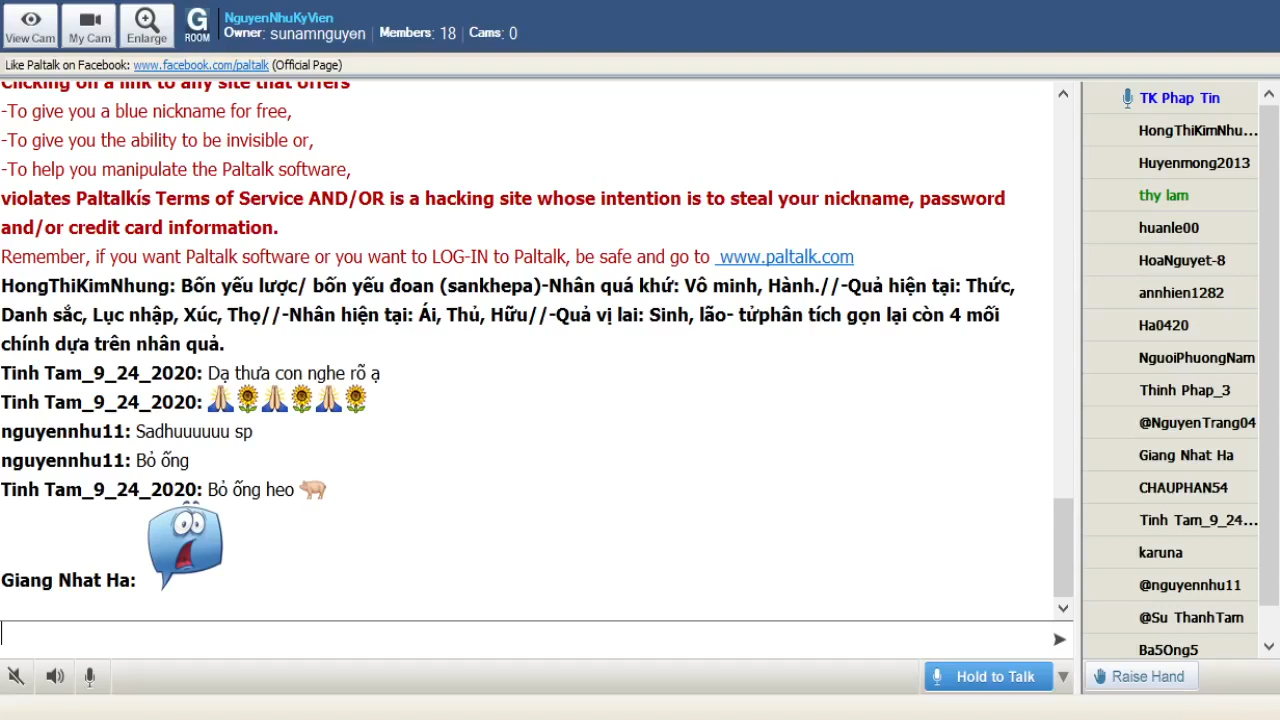 View Cam
My Cam
Enlarge
G
ROOM
NguyenNhuKyVien
Owner: sunamnguyen | Members: 18 | Cams: 0
Like Paltalk on Facebook: www.facebook.com/paltalk (Official Page)
Clicking on a link to any site that offers
-To give you a blue nickname for free,
-To give you the ability to be invisible or,
-To help you manipulate the Paltalk software,
violates Paltalkís Terms of Service AND/OR is a hacking site whose intention is to steal your nickname, password
and/or credit card information.
Remember, if you want Paltalk software or you want to LOG-IN to Paltalk, be safe and go to www.paltalk.com
HongThiKimNhung: Bốn yếu lược/ bốn yếu đoan (sankhepa)-Nhân quá khứ: Vô minh, Hành.//-Quả hiện tại: Thức,
Danh sắc, Lục nhập, Xúc, Thọ//-Nhân hiện tại: Ái, Thủ, Hữu//-Quả vị lai: Sinh, lão- tửphân tích gọn lại còn 4 mối
chính dựa trên nhân quả.
Tinh Tam_9_24_2020: Dạ thưa con nghe rõ ạ
Tinh Tam_9_24_2020: 🙏🌻🙏🌻🙏🌻
nguyennhu11: Sadhuuuuuu sp
nguyennhu11: Bỏ ống
Tinh Tam_9_24_2020: Bỏ ống heo 🐖
Giang Nhat Ha:
Hold to Talk
TK Phap Tin
HongThiKimNhu...
Huyenmong2013
thy lam
huanle00
HoaNguyet-8
annhien1282
Ha0420
NguoiPhuongNam
Thinh Phap_3
@NguyenTrang04
Giang Nhat Ha
CHAUPHAN54
Tinh Tam_9_24...
karuna
@nguyennhu11
@Su ThanhTam
Ba5Ong5
Raise Hand